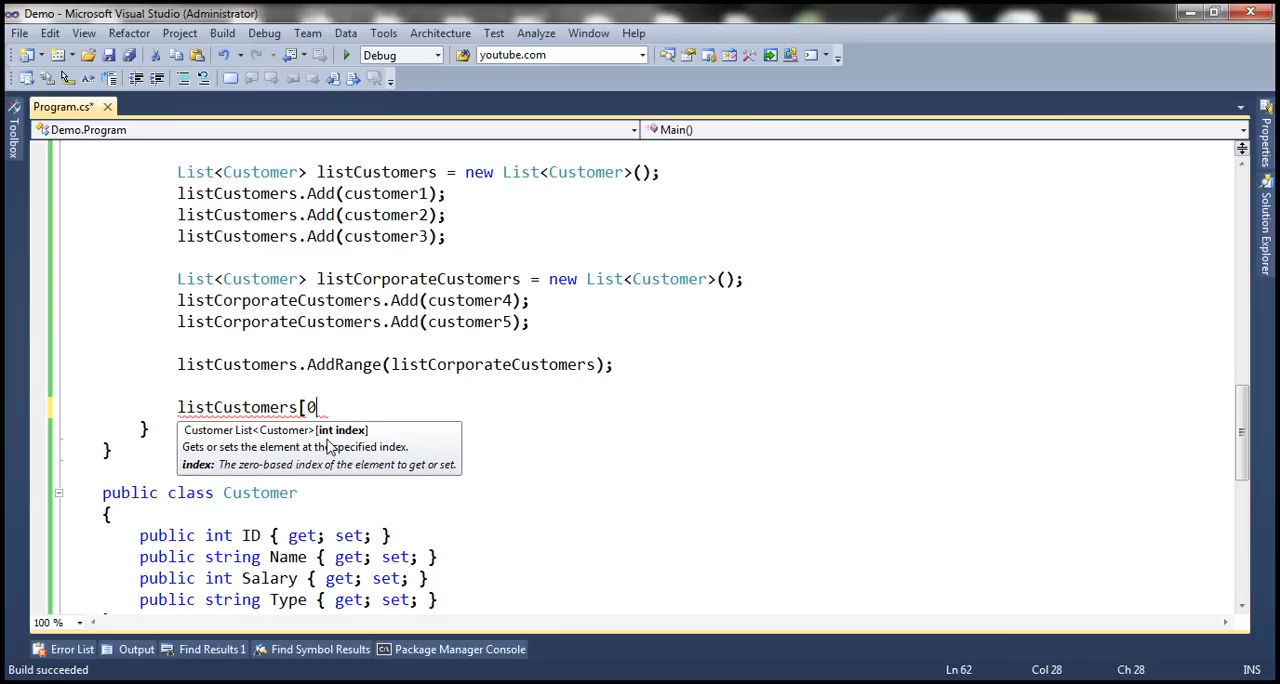 Demo - Microsoft Visual Studio (Administrator)
File Edit View Refactor Project Build Debug Team Data Tools Architecture Test Analyze Window Help
Debug youtube.com
Program.cs*
Demo.Program Main()
Toolbox
Properties
Solution Explorer
List<Customer> listCustomers = new List<Customer>();
listCustomers.Add(customer1);
listCustomers.Add(customer2);
listCustomers.Add(customer3);
List<Customer> listCorporateCustomers = new List<Customer>();
listCorporateCustomers.Add(customer4);
listCorporateCustomers.Add(customer5);
listCustomers.AddRange(listCorporateCustomers);
listCustomers[0
}
Customer List<Customer>[int index]
Gets or sets the element at the specified index.
index: The zero-based index of the element to get or set.
}
public class Customer
{
public int ID { get; set; }
public string Name { get; set; }
public int Salary { get; set; }
public string Type { get; set; }
100 %
Error List Output Find Results 1 Find Symbol Results Package Manager Console
Build succeeded Ln 62 Col 28 Ch 28 INS